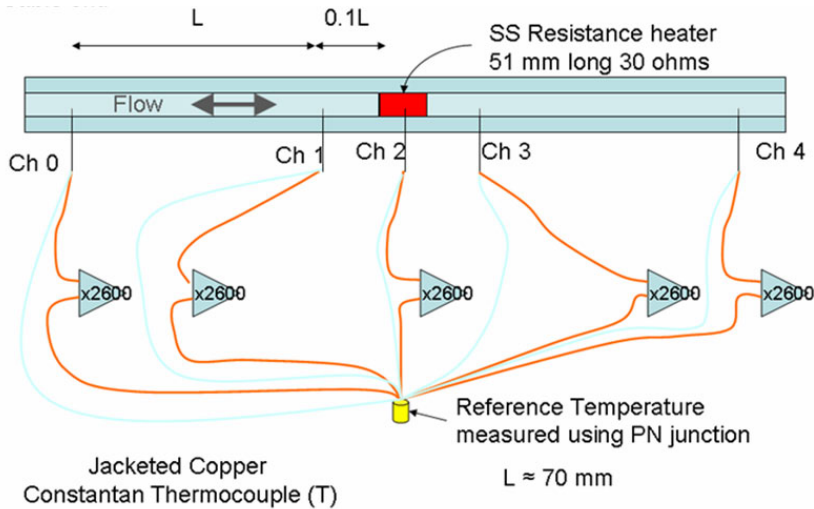 L
0.1L
SS Resistance heater
51 mm long 30 ohms
Flow
Ch 0
Ch 1
Ch 2
Ch 3
Ch 4
x2600
x2600
x2600
x2600
x2600
Reference Temperature
measured using PN junction
Jacketed Copper
Constantan Thermocouple (T)
L ≈ 70 mm